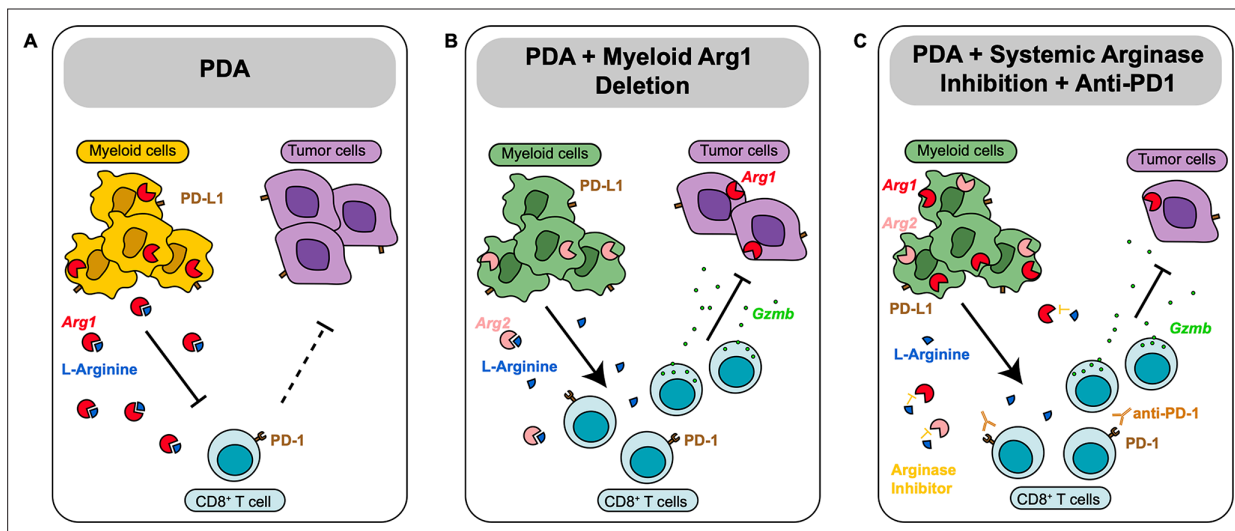 A
PDA
Myeloid cells
Tumor cells
PD-L1
Arg1
L-Arginine
PD-1
CD8⁺ T cell
B
PDA + Myeloid Arg1
Deletion
Myeloid cells
Tumor cells
Arg1
PD-L1
Arg2
Gzmb
L-Arginine
PD-1
CD8⁺ T cells
C
PDA + Systemic Arginase
Inhibition + Anti-PD1
Myeloid cells
Tumor cells
Arg1
Arg2
PD-L1
Gzmb
L-Arginine
anti-PD-1
PD-1
Arginase
Inhibitor
CD8⁺ T cells